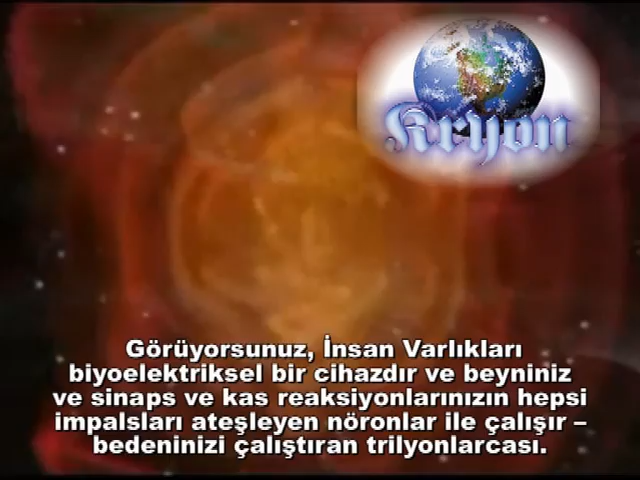 Kryon
Görüyorsunuz, İnsan Varlıkları
biyoelektriksel bir cihazdır ve beyniniz
ve sinaps ve kas reaksiyonlarınızın hepsi
impalsları ateşleyen nöronlar ile çalışır –
bedeninizi çalıştıran trilyonlarcası.